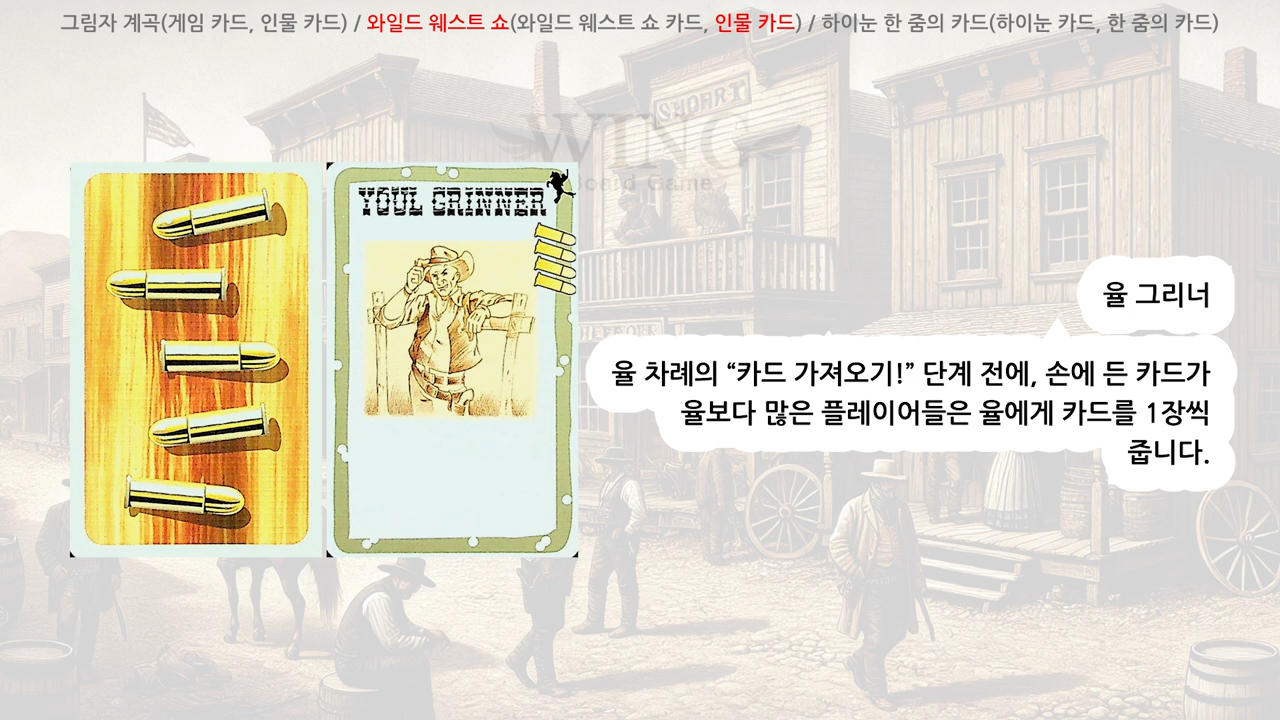 그림자 계곡(게임 카드, 인물 카드) / 와일드 웨스트 쇼(와일드 웨스트 쇼 카드, 인물 카드) / 하이눈 한 줌의 카드(하이눈 카드, 한 줌의 카드)
SHOART
WING
Board Game
YOUL GRINNER
율 그리너
율 차례의 “카드 가져오기!” 단계 전에, 손에 든 카드가
율보다 많은 플레이어들은 율에게 카드를 1장씩
줍니다.